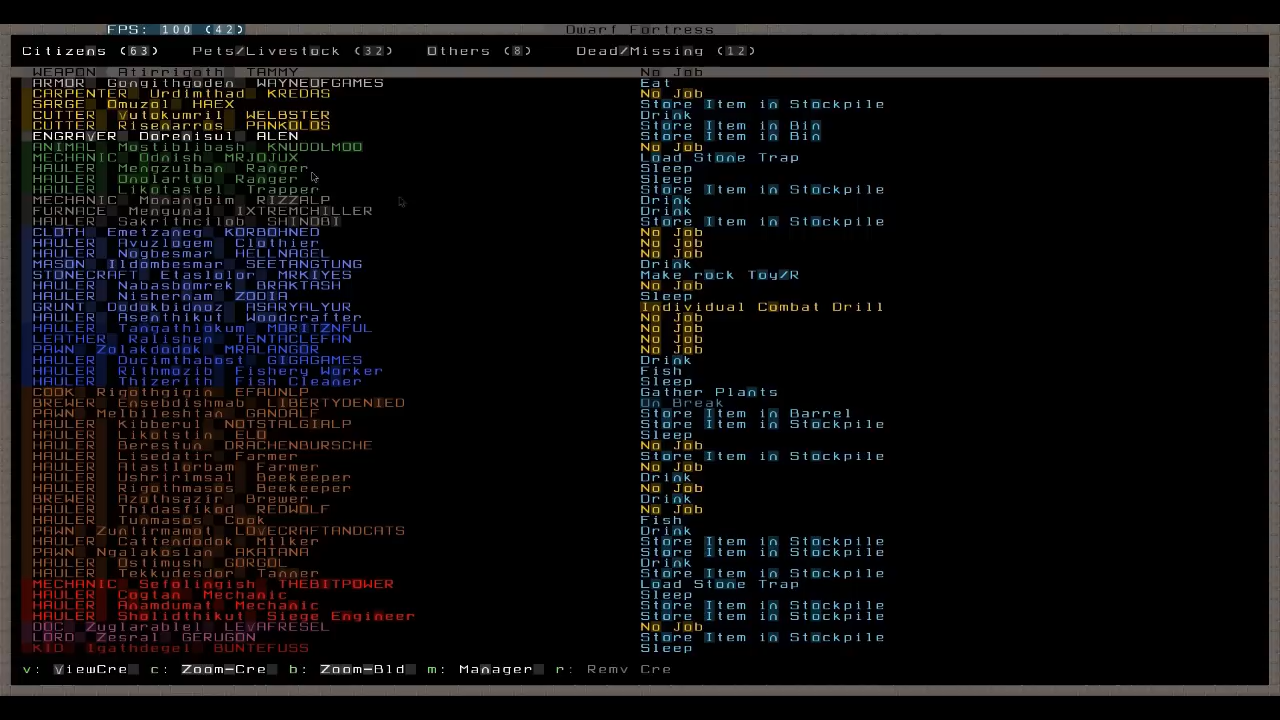 FPS: 100 (42) Dwarf Fortress
Citizens (63) Pets/Livestock (32) Others (8) Dead/Missing (12)
WEAPON Atirrigoth TAMMY No Job
ARMOR Gongithgoden WAYNEOFGAMES Eat
CARPENTER Urdimthad KREDAS No Job
SARGE Omuzol HAEX Store Item in Stockpile
CUTTER Vutokumril WELBSTER Drink
CUTTER Risenarros PANKOLOS Store Item in Bin
ENGRAVER Dorenisul ALEN Store Item in Bin
ANIMAL Mostiblibash KNUDOLMOO No Job
MECHANIC Odnish MRJOJUX Load Stone Trap
HAULER Mengzulban Ranger Sleep
HAULER Onolartob Ranger Sleep
HAULER Likotastel Trapper Store Item in Stockpile
MECHANIC Monangbim RIZZALP Drink
FURNACE Mengunal IXTREMCHILLER Drink
HAULER Sakrithcilob SHINOBI Store Item in Stockpile
CLOTH Emetzaneg KORBOHNED No Job
HAULER Avuzlogem Clothier No Job
HAULER Nogbesmar HELLNAGEL No Job
MASON Ildombesmar SEETANGTUNG Drink
STONECRAFT Etaslolor MRKIYES Make rock Toy/R
HAULER Nabasbomrek BRAKTASH No Job
HAULER Nishernam ZODIA Sleep
GRUNT Dodokbidnoz ASARYALYUR Individual Combat Drill
HAULER Asenthikut Woodcrafter No Job
HAULER Tangathlokum MORITZNFUL No Job
LEATHER Ralishen TENTACLEFAN No Job
PAWN Zolakdodok MRALANGOR No Job
HAULER Ducimthabost GIGAGAMES Drink
HAULER Rithmozib Fishery Worker Fish
HAULER Thizerith Fish Cleaner Sleep
COOK Rigothgigin EFAUNLP Gather Plants
BREWER Ensebdishmab LIBERTYDENIED On Break
PAWN Melbileshtan GANDALF Store Item in Barrel
HAULER Kibberul NOTSTALGIALP Store Item in Stockpile
HAULER Likotstin ELO Sleep
HAULER Berestun DRACHENBURSCHE No Job
HAULER Lisedatir Farmer Store Item in Stockpile
HAULER Atastlorbam Farmer No Job
HAULER Ushririmsal Beekeeper Drink
HAULER Rigothmasos Beekeeper No Job
BREWER Azothsazir Brewer Drink
HAULER Thidasfikod REDWOLF No Job
HAULER Tunmasos Cook Fish
PAWN Zuntirmamot LOVECRAFTANDCATS Drink
HAULER Cattendodok Milker Store Item in Stockpile
PAWN Ngalakoslan AKATANA Store Item in Stockpile
HAULER Ostimush GORGOL Drink
HAULER Tekkudesdor Tanner Store Item in Stockpile
MECHANIC Sefolingish THEBITPOWER Load Stone Trap
HAULER Cogtan Mechanic Sleep
HAULER Anamdumat Mechanic Store Item in Stockpile
HAULER Sholidthikut Siege Engineer Store Item in Stockpile
DOC Zuglarablel LEVAFRESEL No Job
LORD Zesral GERUGON Store Item in Stockpile
KID Igathdegel BUNTEFUSS Sleep
v: ViewCre c: Zoom-Cre b: Zoom-Bld m: Manager r: Remv Cre